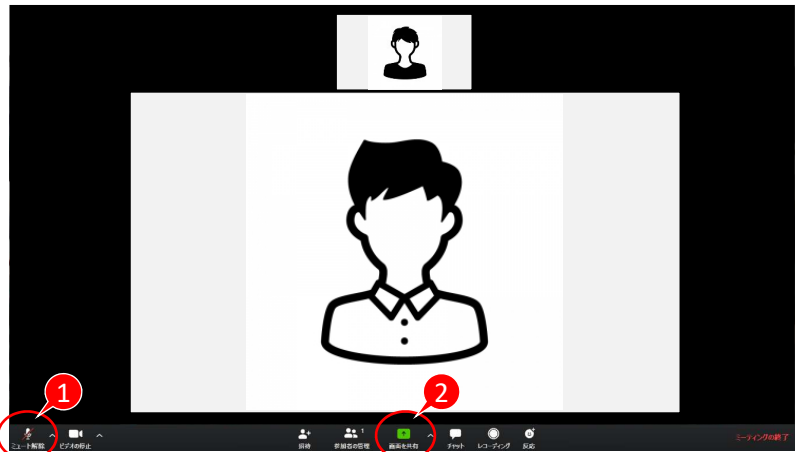 1
2
1
ミュート解除
ビデオの停止
招待
参加者の管理
画面を共有
チャット
レコーディング
反応
ミーティングの終了